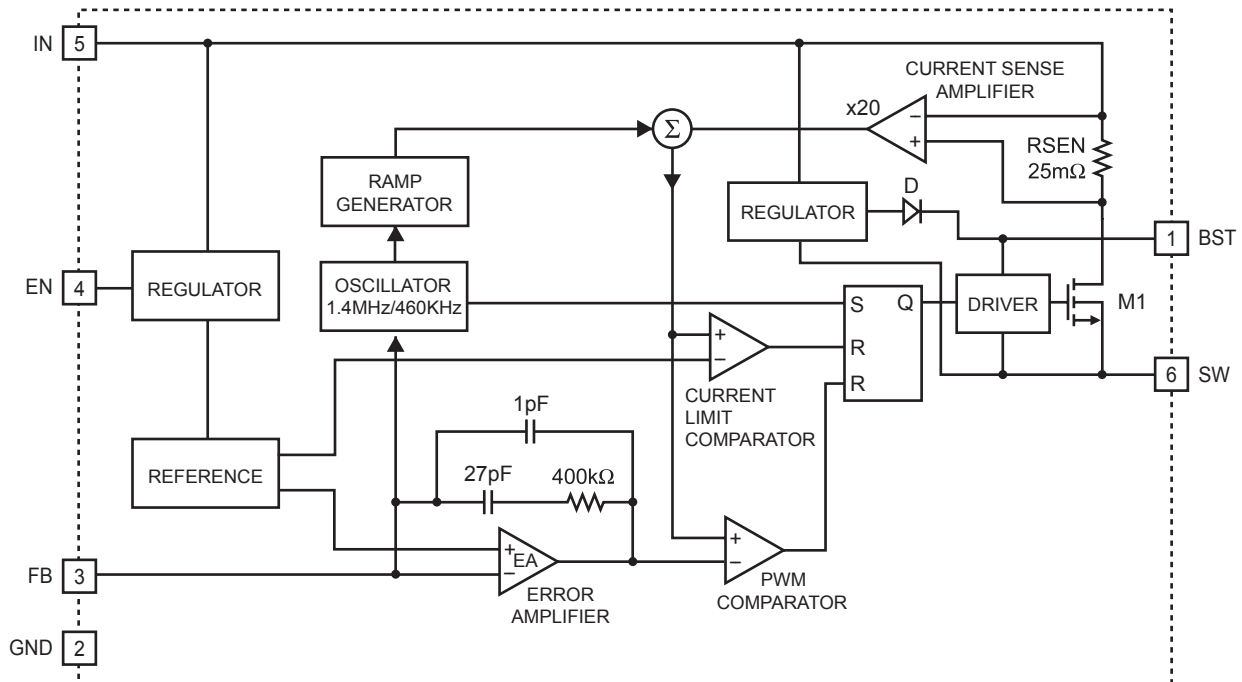 IN 5
CURRENT SENSE
AMPLIFIER
x20
−
+
Σ
RSEN
25mΩ
RAMP
GENERATOR
D
REGULATOR
1 BST
EN 4
REGULATOR
OSCILLATOR
1.4MHz/460KHz
S Q
R
R
DRIVER
M1
+
−
6 SW
CURRENT
LIMIT
COMPARATOR
1pF
REFERENCE
27pF
400kΩ
+
−
EA
+
−
FB 3
ERROR
AMPLIFIER
PWM
COMPARATOR
GND 2